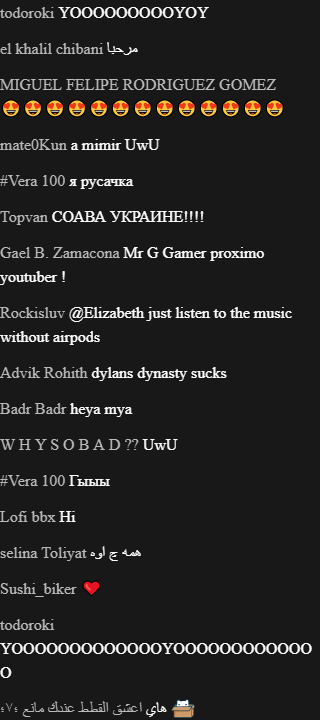 todoroki YOOOOOOOOOYOY
el khalil chibani مرحبا
MIGUEL FELIPE RODRIGUEZ GOMEZ
😍😍😍😍😍😍😍😍😍😍😍😍😍
mate0Kun a mimir UwU
#Vera 100 я русачка
Topvan СОАВА УКРАИНЕ!!!!
Gael B. Zamacona Mr G Gamer proximo
youtuber !
Rockisluv @Elizabeth just listen to the music
without airpods
Advik Rohith dylans dynasty sucks
Badr Badr heya mya
W H Y S O B A D ?? UwU
#Vera 100 Гыыы
Lofi bbx Hi
selina Toliyat همه چ اوه
Sushi_biker ❤️
todoroki
YOOOOOOOOOOOOOYOOOOOOOOOOOO
O
هاي اعشق القطط عندك مانع ؛٧؛